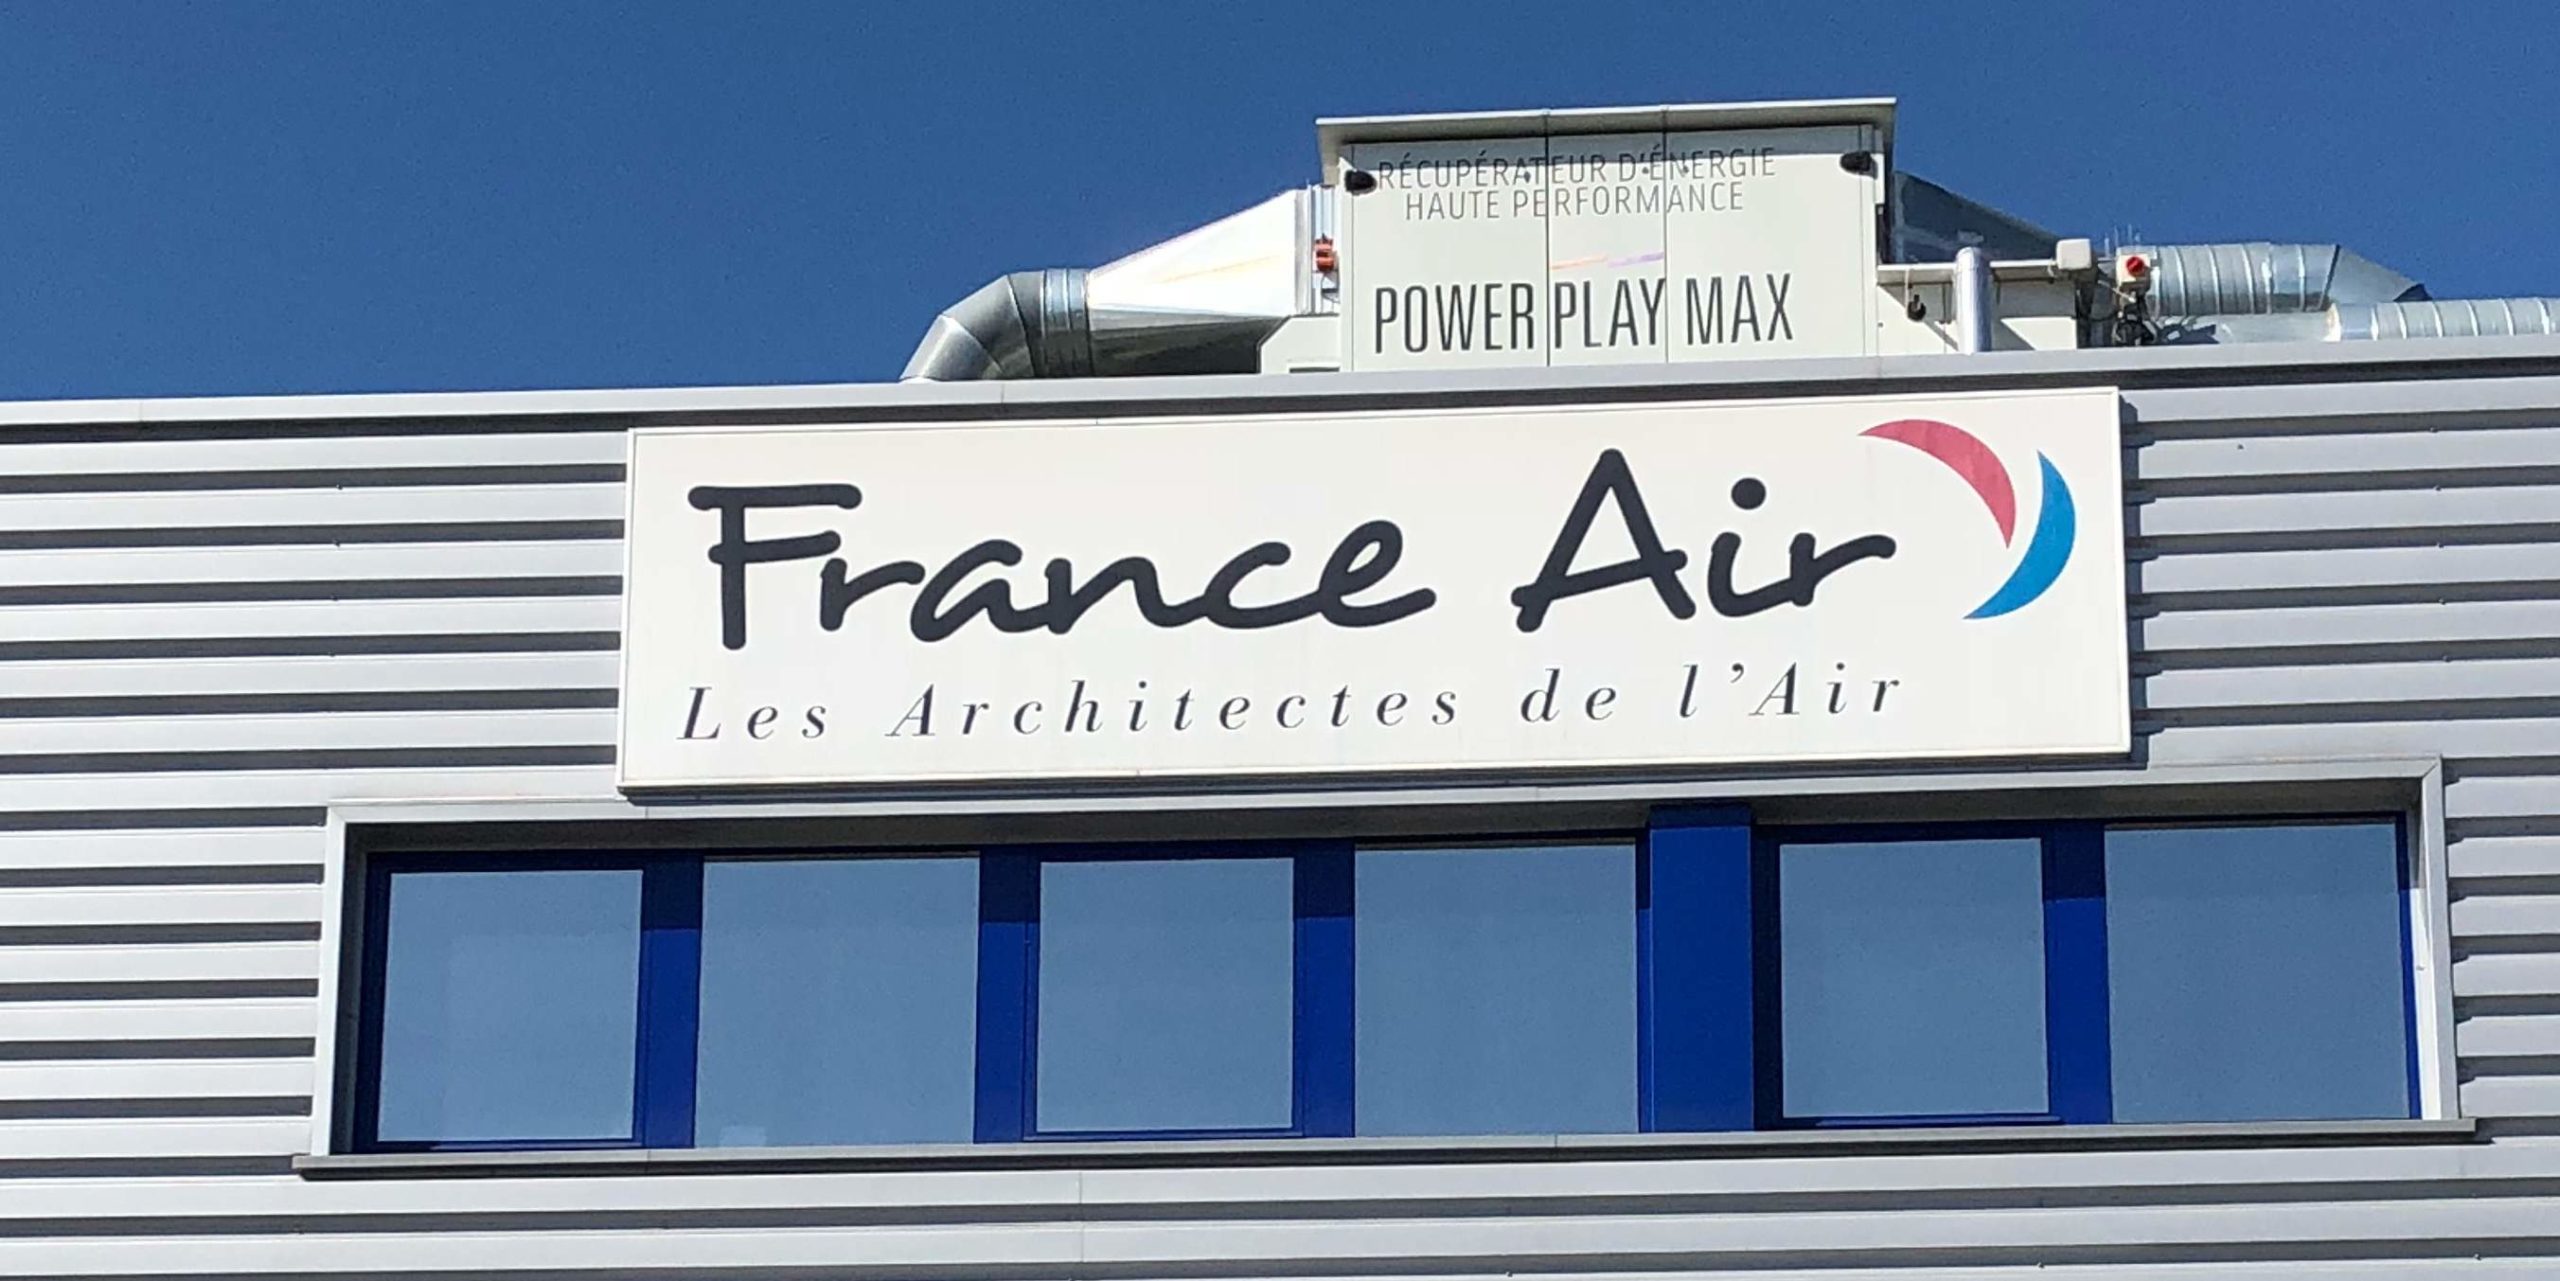 RÉCUPÉRATEUR D'ÉNERGIE
HAUTE PERFORMANCE
POWER PLAY MAX
France Air
Les Architectes de l'Air